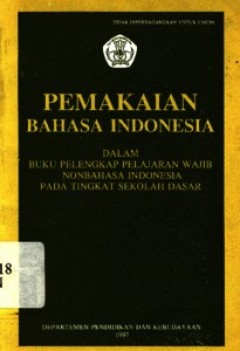 TIDAK DIPERDAGANGKAN UNTUK UMUM
PEMAKAIAN
BAHASA INDONESIA
DALAM
BUKU PELENGKAP PELAJARAN WAJIB
NONBAHASA INDONESIA
PADA TINGKAT SEKOLAH DASAR
18
N
DEPARTEMEN PENDIDIKAN DAN KEBUDAYAAN